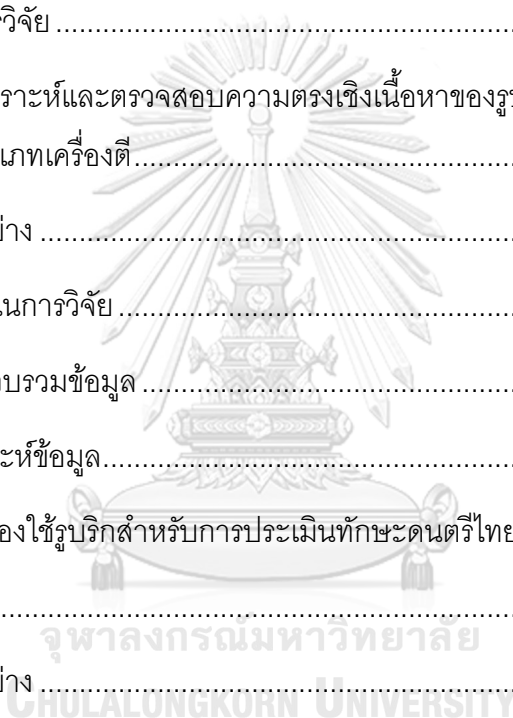 รวิจัย ................................................
ราะห์และตรวจสอบความตรงเชิงเนื้อหาของรูบ
เภทเครื่องตี................................................
ย่าง ................................................
ในการวิจัย ................................................
อบรวมข้อมูล ................................................
ะห์ข้อมูล................................................
องใช้รูบริกสำหรับการประเมินทักษะดนตรีไทย
................................................
จุฬาลงกรณ์มหาวิทยาลัย
ย่าง ................................................
CHULALONGKORN UNIVERSITY